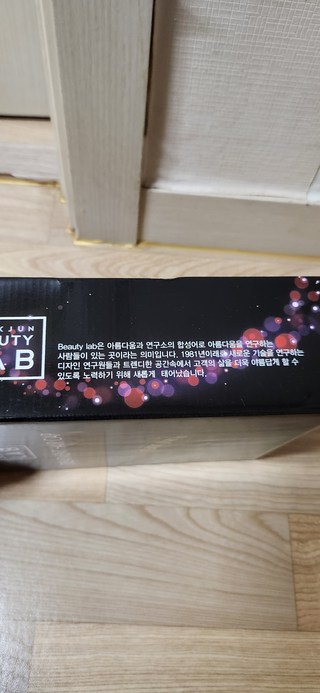 KJUN
AUTY
AB
Beauty lab은 아름다움과 연구소의 합성어로 아름다움을 연구하는
사람들이 있는 곳이라는 의미입니다. 1981년이래로 새로운 기술을 연구하는
디자인 연구원들과 트렌디한 공간속에서 고객의 삶을 더욱 아름답게 할 수
있도록 노력하기 위해 새롭게 태어났습니다.